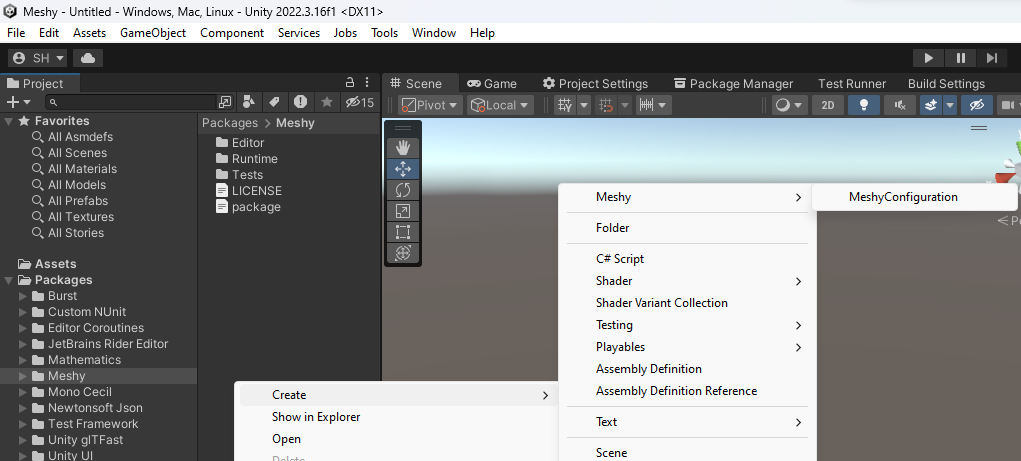 Meshy - Untitled - Windows, Mac, Linux - Unity 2022.3.16f1 <DX11>
File Edit Assets GameObject Component Services Jobs Tools Window Help
SH
Project
15
Favorites
All Asmdefs
All Scenes
All Materials
All Models
All Prefabs
All Textures
All Stories
Assets
Packages
Burst
Custom NUnit
Editor Coroutines
JetBrains Rider Editor
Mathematics
Meshy
Mono Cecil
Newtonsoft Json
Test Framework
Unity glTFast
Unity UI
Packages > Meshy
Editor
Runtime
Tests
LICENSE
package
Scene Game Project Settings Package Manager Test Runner Build Settings
Pivot Local 2D
Create
Show in Explorer
Open
Delete
Meshy
Folder
C# Script
Shader
Shader Variant Collection
Testing
Playables
Assembly Definition
Assembly Definition Reference
Text
Scene
MeshyConfiguration